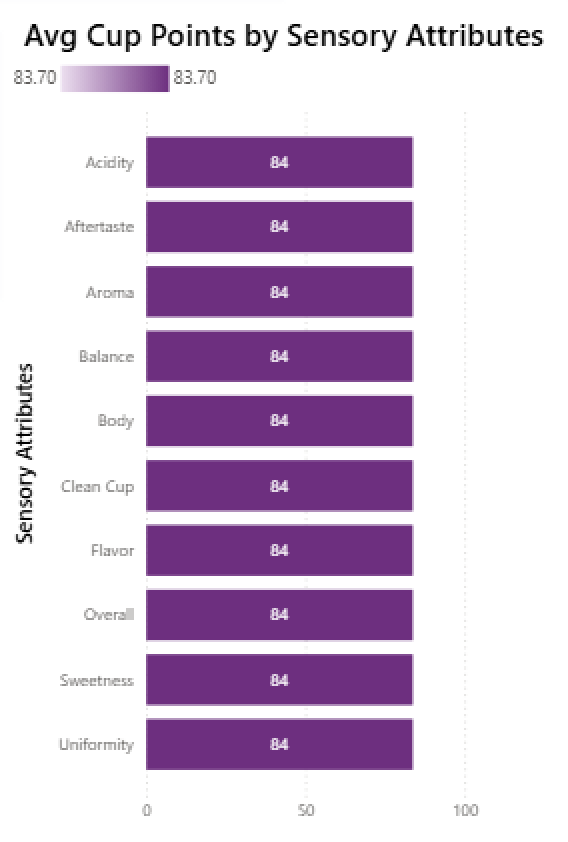 Avg Cup Points by Sensory Attributes
83.70 83.70
Sensory Attributes
Acidity 84
Aftertaste 84
Aroma 84
Balance 84
Body 84
Clean Cup 84
Flavor 84
Overall 84
Sweetness 84
Uniformity 84
0 50 100